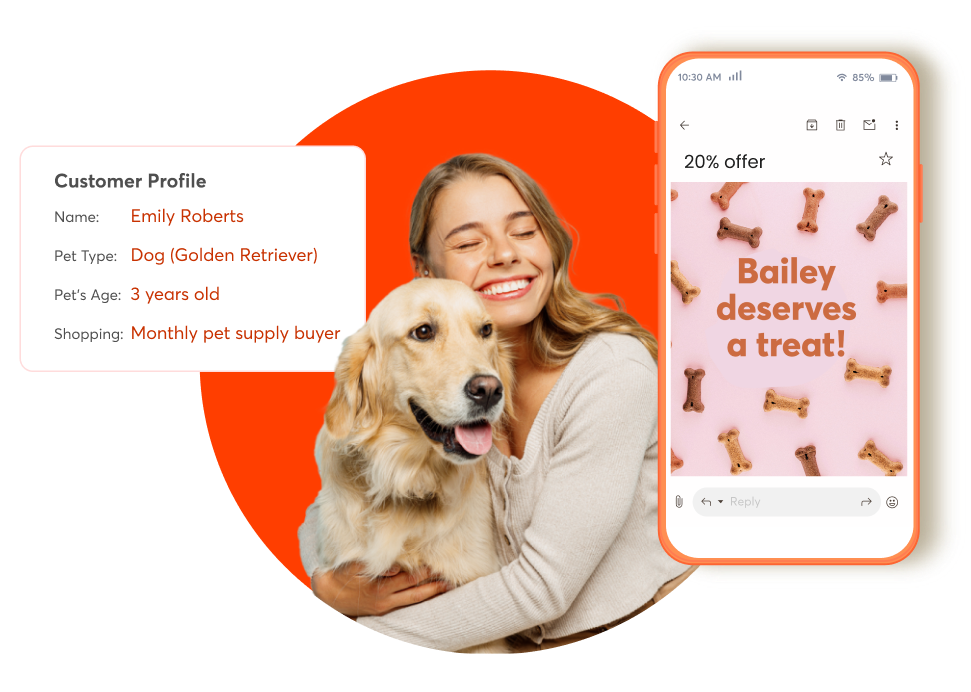 Customer Profile
Name: Emily Roberts
Pet Type: Dog (Golden Retriever)
Pet's Age: 3 years old
Shopping: Monthly pet supply buyer
10:30 AM 85%
20% offer
Bailey
deserves
a treat!
Reply